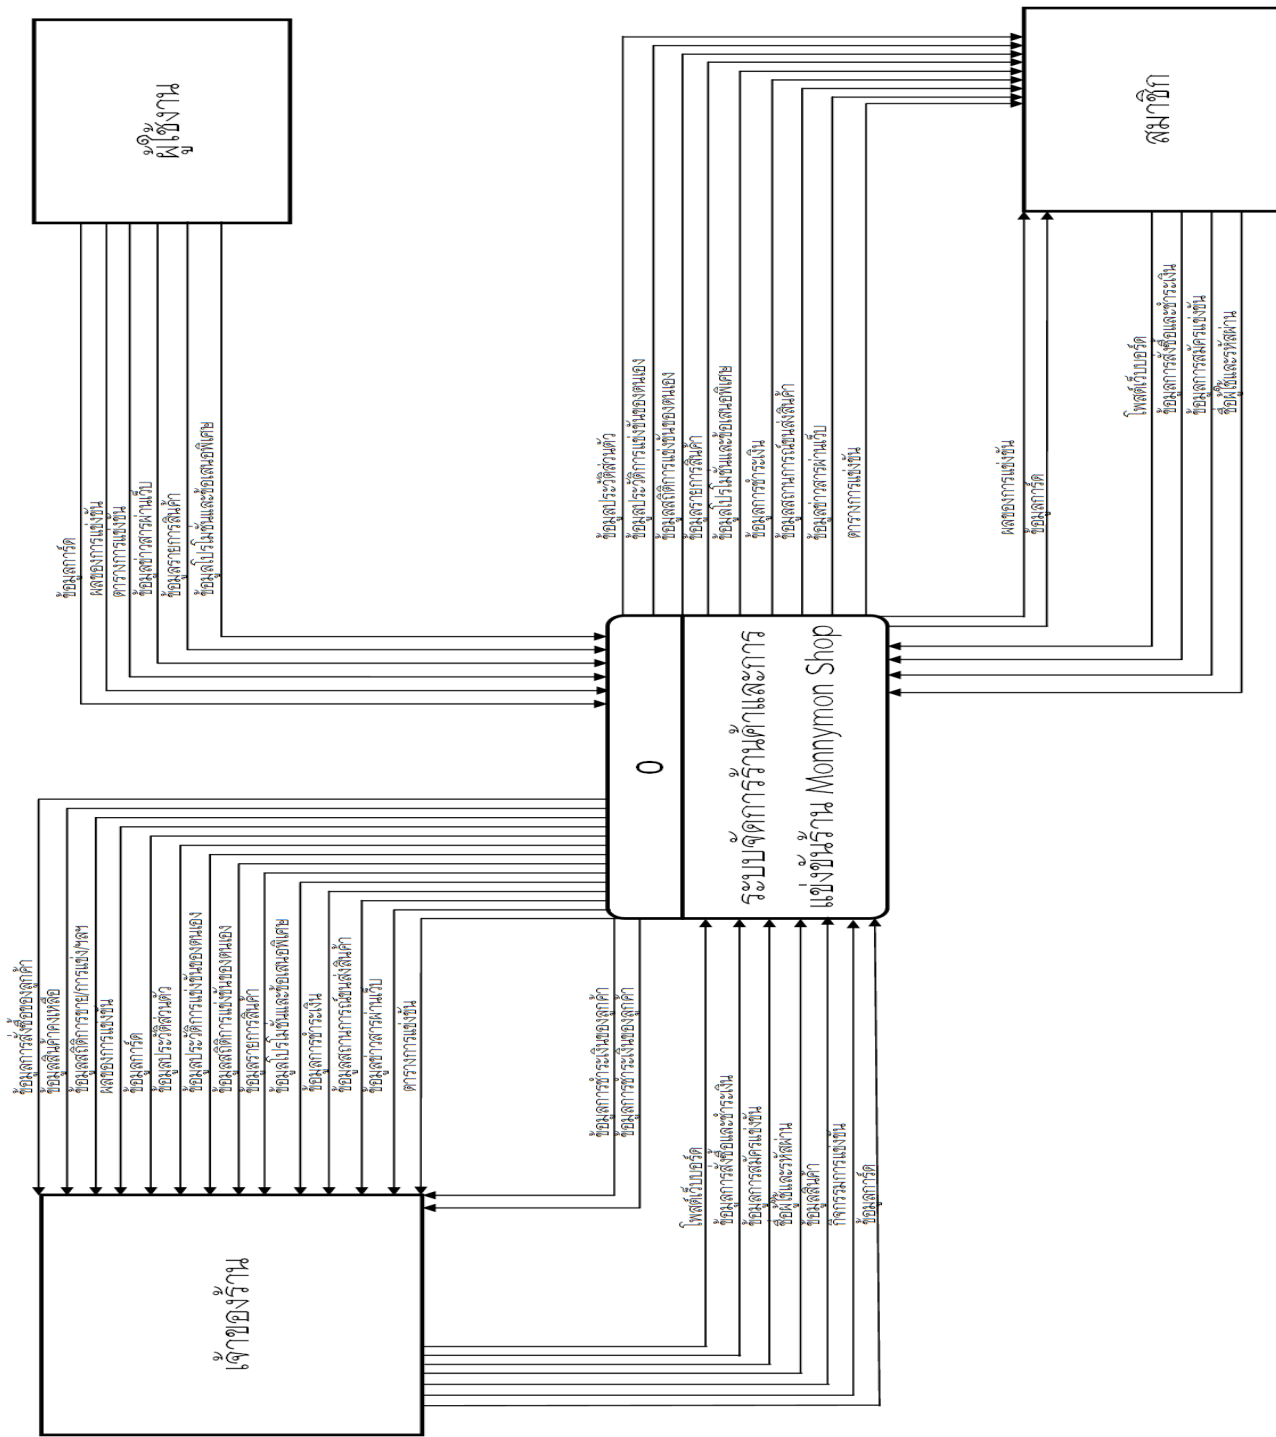 ผู้ใช้งาน
สมาชิก
ข้อมูลการ์ด
ผลของการแข่งขัน
ตารางการแข่งขัน
ข้อมูลข่าวสารผ่านเว็บ
ข้อมูลรายการสินค้า
ข้อมูลโปรโมชั่นและข้อเสนอพิเศษ
ข้อมูลประวัติส่วนตัว
ข้อมูลประวัติการแข่งขันของตนเอง
ข้อมูลสถิติการแข่งขันของตนเอง
ข้อมูลรายการสินค้า
ข้อมูลโปรโมชั่นและข้อเสนอพิเศษ
ข้อมูลการชำระเงิน
ข้อมูลสถานการณ์ขนส่งสินค้า
ข้อมูลข่าวสารผ่านเว็บ
ตารางการแข่งขัน
ผลของการแข่งขัน
ข้อมูลการ์ด
โพสต์เว็บบอร์ด
ข้อมูลการสั่งซื้อและชำระเงิน
ข้อมูลการสมัครแข่งขัน
ชื่อผู้ใช้และรหัสผ่าน
0
ระบบจัดการร้านค้าและการ
แข่งขันร้าน Monnymon Shop
ข้อมูลการสั่งซื้อของลูกค้า
ข้อมูลสินค้าคงเหลือ
ข้อมูลสถิติการขาย/การแข่ง/ฯลฯ
ผลของการแข่งขัน
ข้อมูลการ์ด
ข้อมูลประวัติส่วนตัว
ข้อมูลประวัติการแข่งขันของตนเอง
ข้อมูลสถิติการแข่งขันของตนเอง
ข้อมูลรายการสินค้า
ข้อมูลโปรโมชั่นและข้อเสนอพิเศษ
ข้อมูลการชำระเงิน
ข้อมูลสถานการณ์ขนส่งสินค้า
ข้อมูลข่าวสารผ่านเว็บ
ตารางการแข่งขัน
ข้อมูลการชำระเงินของลูกค้า
ข้อมูลการชำระเงินของลูกค้า
โพสต์เว็บบอร์ด
ข้อมูลการสั่งซื้อและชำระเงิน
ข้อมูลการสมัครแข่งขัน
ชื่อผู้ใช้และรหัสผ่าน
ข้อมูลสินค้า
กิจกรรมการแข่งขัน
ข้อมูลการ์ด
เจ้าของร้าน